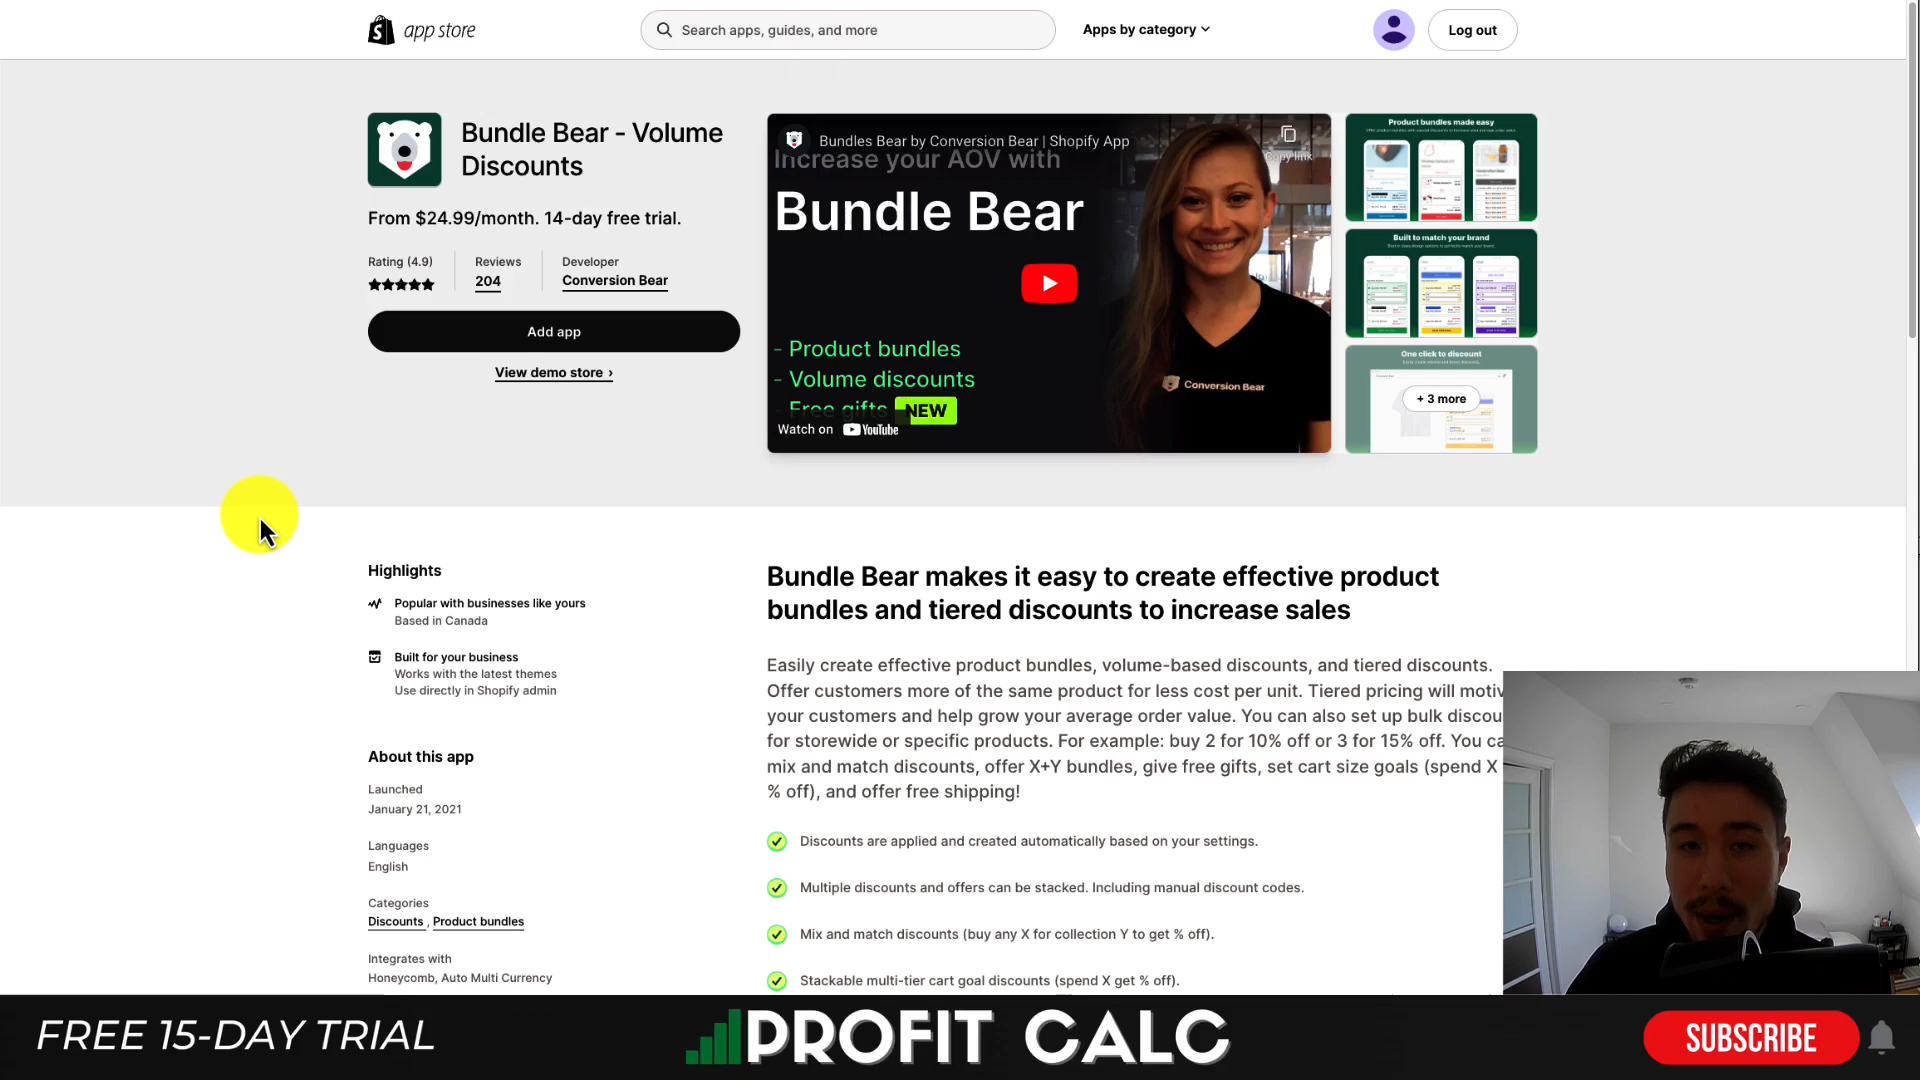 app store
Search apps, guides, and more
Apps by category
Log out
Bundle Bear - Volume
Discounts
From $24.99/month. 14-day free trial.
Rating (4.9)
Reviews
204
Developer
Conversion Bear
Add app
View demo store ›
Bundles Bear by Conversion Bear | Shopify App
Copy link
Increase your AOV with
Bundle Bear
- Product bundles
- Volume discounts
- Free gifts NEW
Conversion Bear
Watch on YouTube
Product bundles made easy
Built to match your brand
One click to discount
+ 3 more
Highlights
Popular with businesses like yours
Based in Canada
Built for your business
Works with the latest themes
Use directly in Shopify admin
About this app
Launched
January 21, 2021
Languages
English
Categories
Discounts , Product bundles
Integrates with
Honeycomb, Auto Multi Currency
Bundle Bear makes it easy to create effective product
bundles and tiered discounts to increase sales
Easily create effective product bundles, volume-based discounts, and tiered discounts.
Offer customers more of the same product for less cost per unit. Tiered pricing will motiv
your customers and help grow your average order value. You can also set up bulk discou
for storewide or specific products. For example: buy 2 for 10% off or 3 for 15% off. You ca
mix and match discounts, offer X+Y bundles, give free gifts, set cart size goals (spend X
% off), and offer free shipping!
Discounts are applied and created automatically based on your settings.
Multiple discounts and offers can be stacked. Including manual discount codes.
Mix and match discounts (buy any X for collection Y to get % off).
Stackable multi-tier cart goal discounts (spend X get % off).
FREE 15-DAY TRIAL
PROFIT CALC
SUBSCRIBE